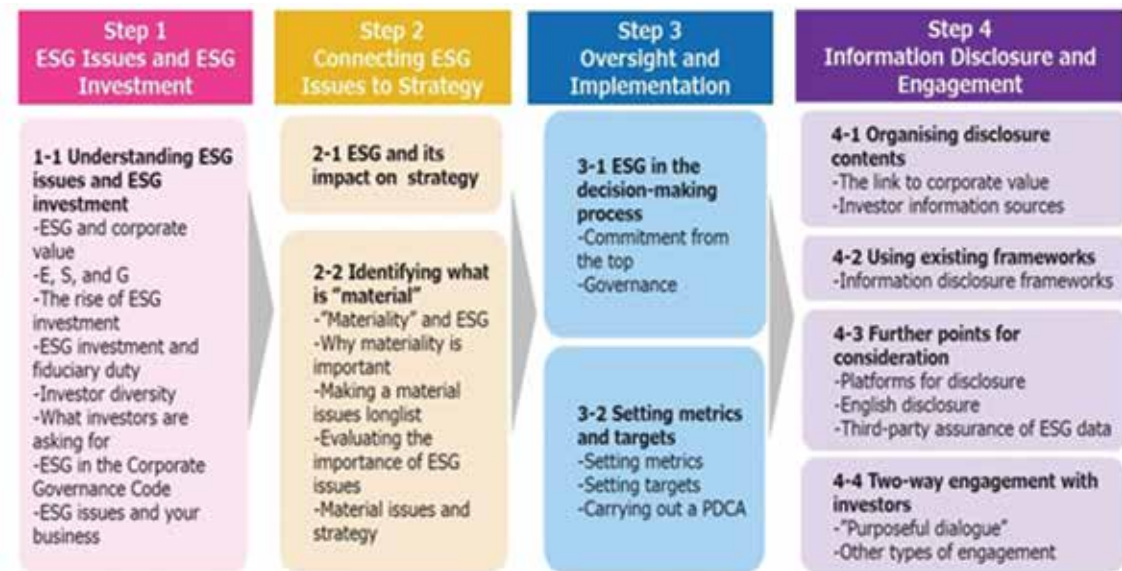 Step 1
ESG Issues and ESG
Investment
1-1 Understanding ESG
issues and ESG
investment
-ESG and corporate
value
-E, S, and G
-The rise of ESG
investment
-ESG investment and
fiduciary duty
-Investor diversity
-What investors are
asking for
-ESG in the Corporate
Governance Code
-ESG issues and your
business
Step 2
Connecting ESG
Issues to Strategy
2-1 ESG and its
impact on strategy
2-2 Identifying what
is "material"
-"Materiality" and ESG
-Why materiality is
important
-Making a material
issues longlist
-Evaluating the
importance of ESG
issues
-Material issues and
strategy
Step 3
Oversight and
Implementation
3-1 ESG in the
decision-making
process
-Commitment from
the top
-Governance
3-2 Setting metrics
and targets
-Setting metrics
-Setting targets
-Carrying out a PDCA
Step 4
Information Disclosure and
Engagement
4-1 Organising disclosure
contents
-The link to corporate value
-Investor information sources
4-2 Using existing frameworks
-Information disclosure frameworks
4-3 Further points for
consideration
-Platforms for disclosure
-English disclosure
-Third-party assurance of ESG data
4-4 Two-way engagement with
investors
-"Purposeful dialogue"
-Other types of engagement